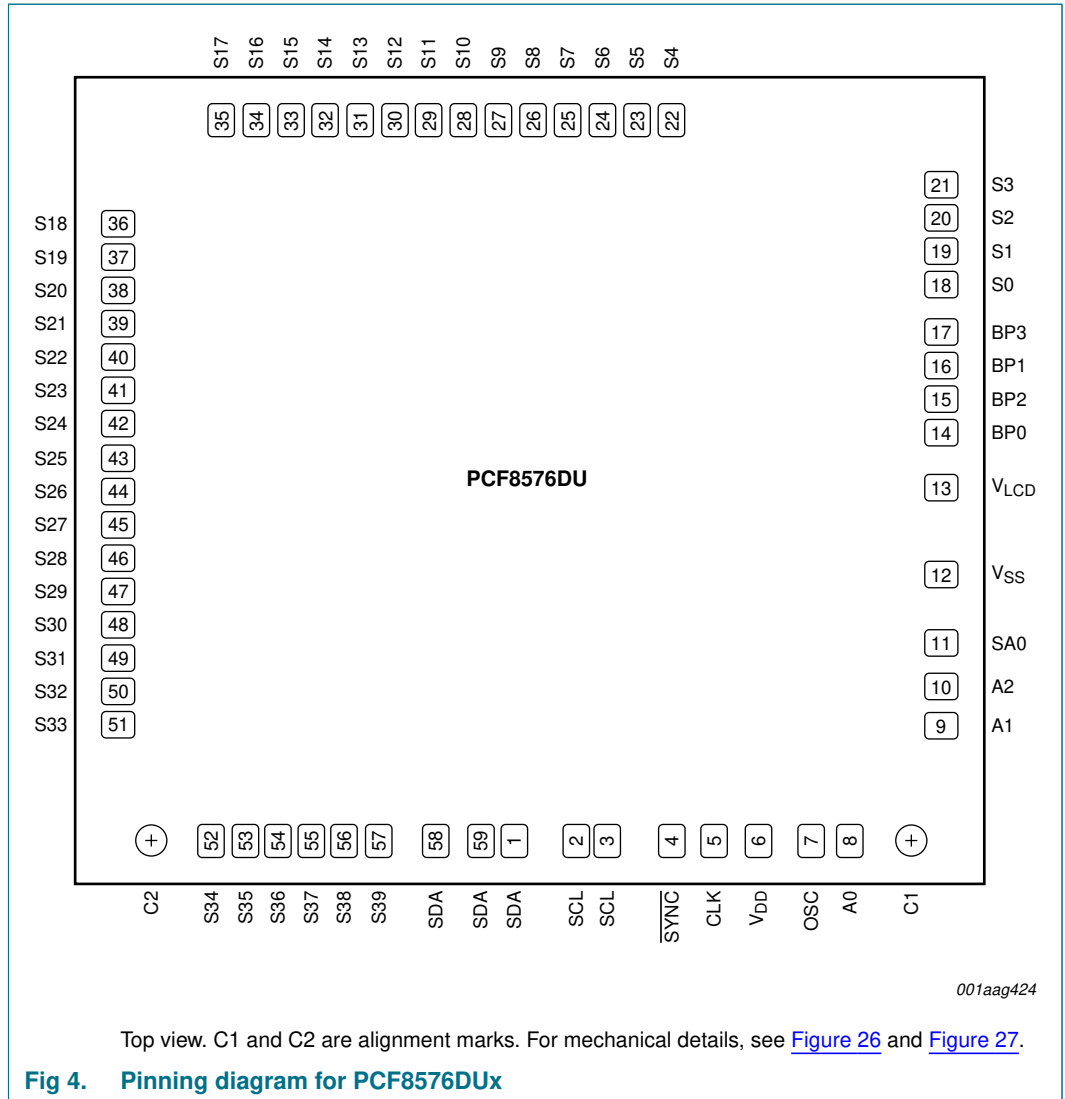 S17 S16 S15 S14 S13 S12 S11 S10 S9 S8 S7 S6 S5 S4
35 34 33 32 31 30 29 28 27 26 25 24 23 22
21 S3
S18 36 20 S2
S19 37 19 S1
S20 38 18 S0
S21 39 17 BP3
S22 40 16 BP1
S23 41 15 BP2
S24 42 14 BP0
S25 43
PCF8576DU
S26 44 13 VLCD
S27 45
S28 46 12 VSS
S29 47
S30 48 11 SA0
S31 49
S32 50 10 A2
S33 51 9 A1
52 53 54 55 56 57 58 59 1 2 3 4 5 6 7 8
C2 S34 S35 S36 S37 S38 S39 SDA SDA SDA SCL SCL SYNC CLK VDD OSC A0 C1
001aag424
Top view. C1 and C2 are alignment marks. For mechanical details, see Figure 26 and Figure 27.
Fig 4. Pinning diagram for PCF8576DUx